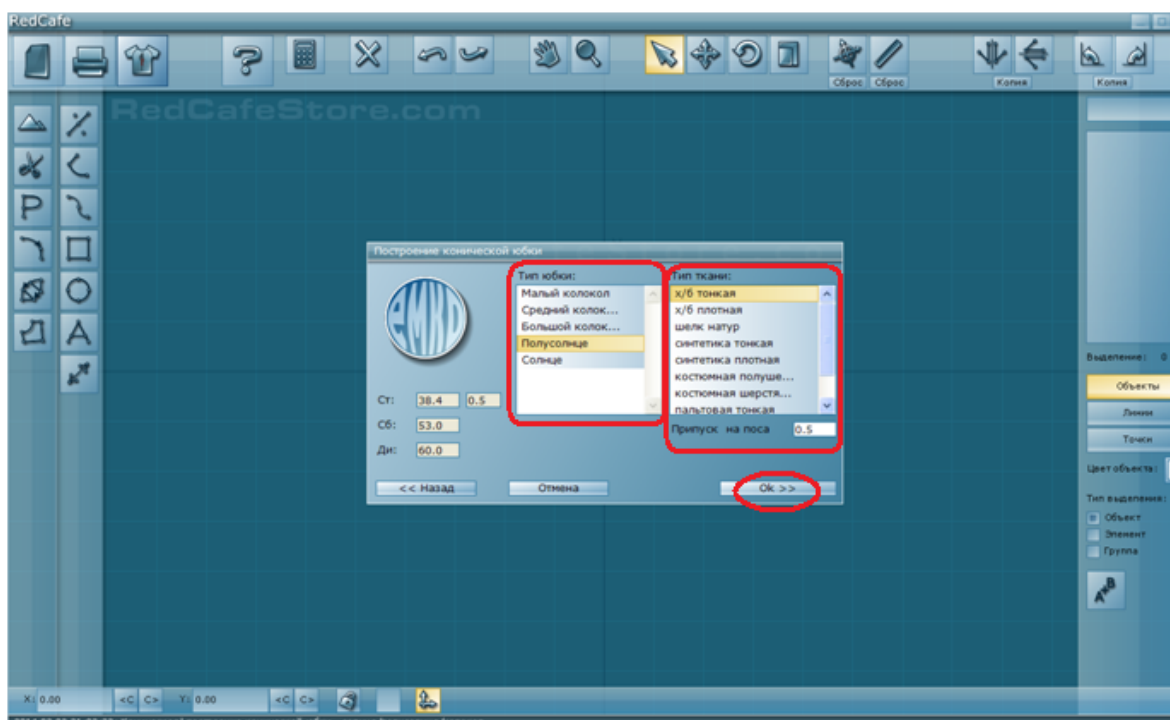 RedCafe
Сброс Сброс Копия Копия
RedCafeStore.com
Построение конической юбки
Тип юбки:
Малый колокол
Средний колок...
Большой колок...
Полусолнце
Солнце
Тип ткани:
х/б тонкая
х/б плотная
шелк натур
синтетика тонкая
синтетика плотная
костюмная полуше...
костюмная шерстя...
пальтовая тонкая
Припуск на поса 0.5
Ст: 38.4 0.5
Сб: 53.0
Ди: 60.0
<< Назад Отмена Ok >>
Выделение: 0
Объекты
Линии
Точки
Цвет объекта:
Тип выделения:
Объект
Элемент
Группа
X: 0.00 <C C> Y: 0.00 <C C>